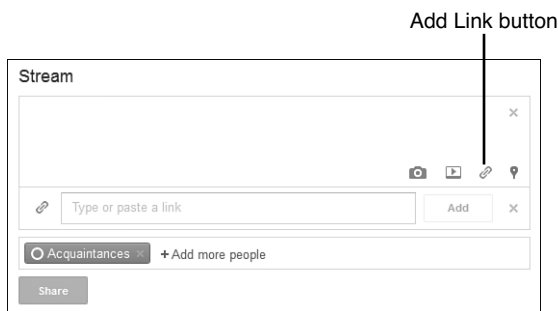 Add Link button
Stream
Type or paste a link
Add
Acquaintances
+Add more people
Share